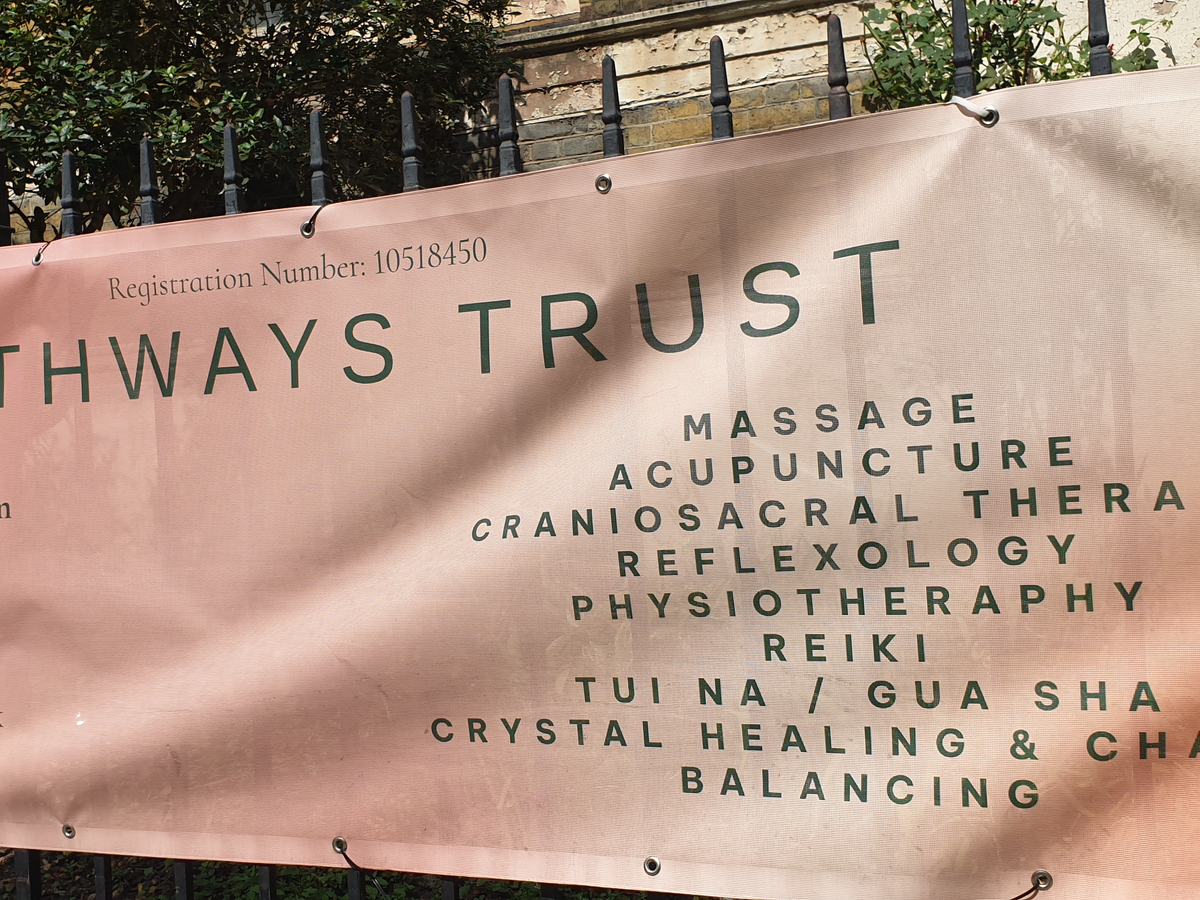 Registration Number: 10518450
THWAYS TRUST
MASSAGE
ACUPUNCTURE
CRANIOSACRAL THERA
REFLEXOLOGY
PHYSIOTHERAPHY
REIKI
TUI NA / GUA SHA
CRYSTAL HEALING & CHA
BALANCING